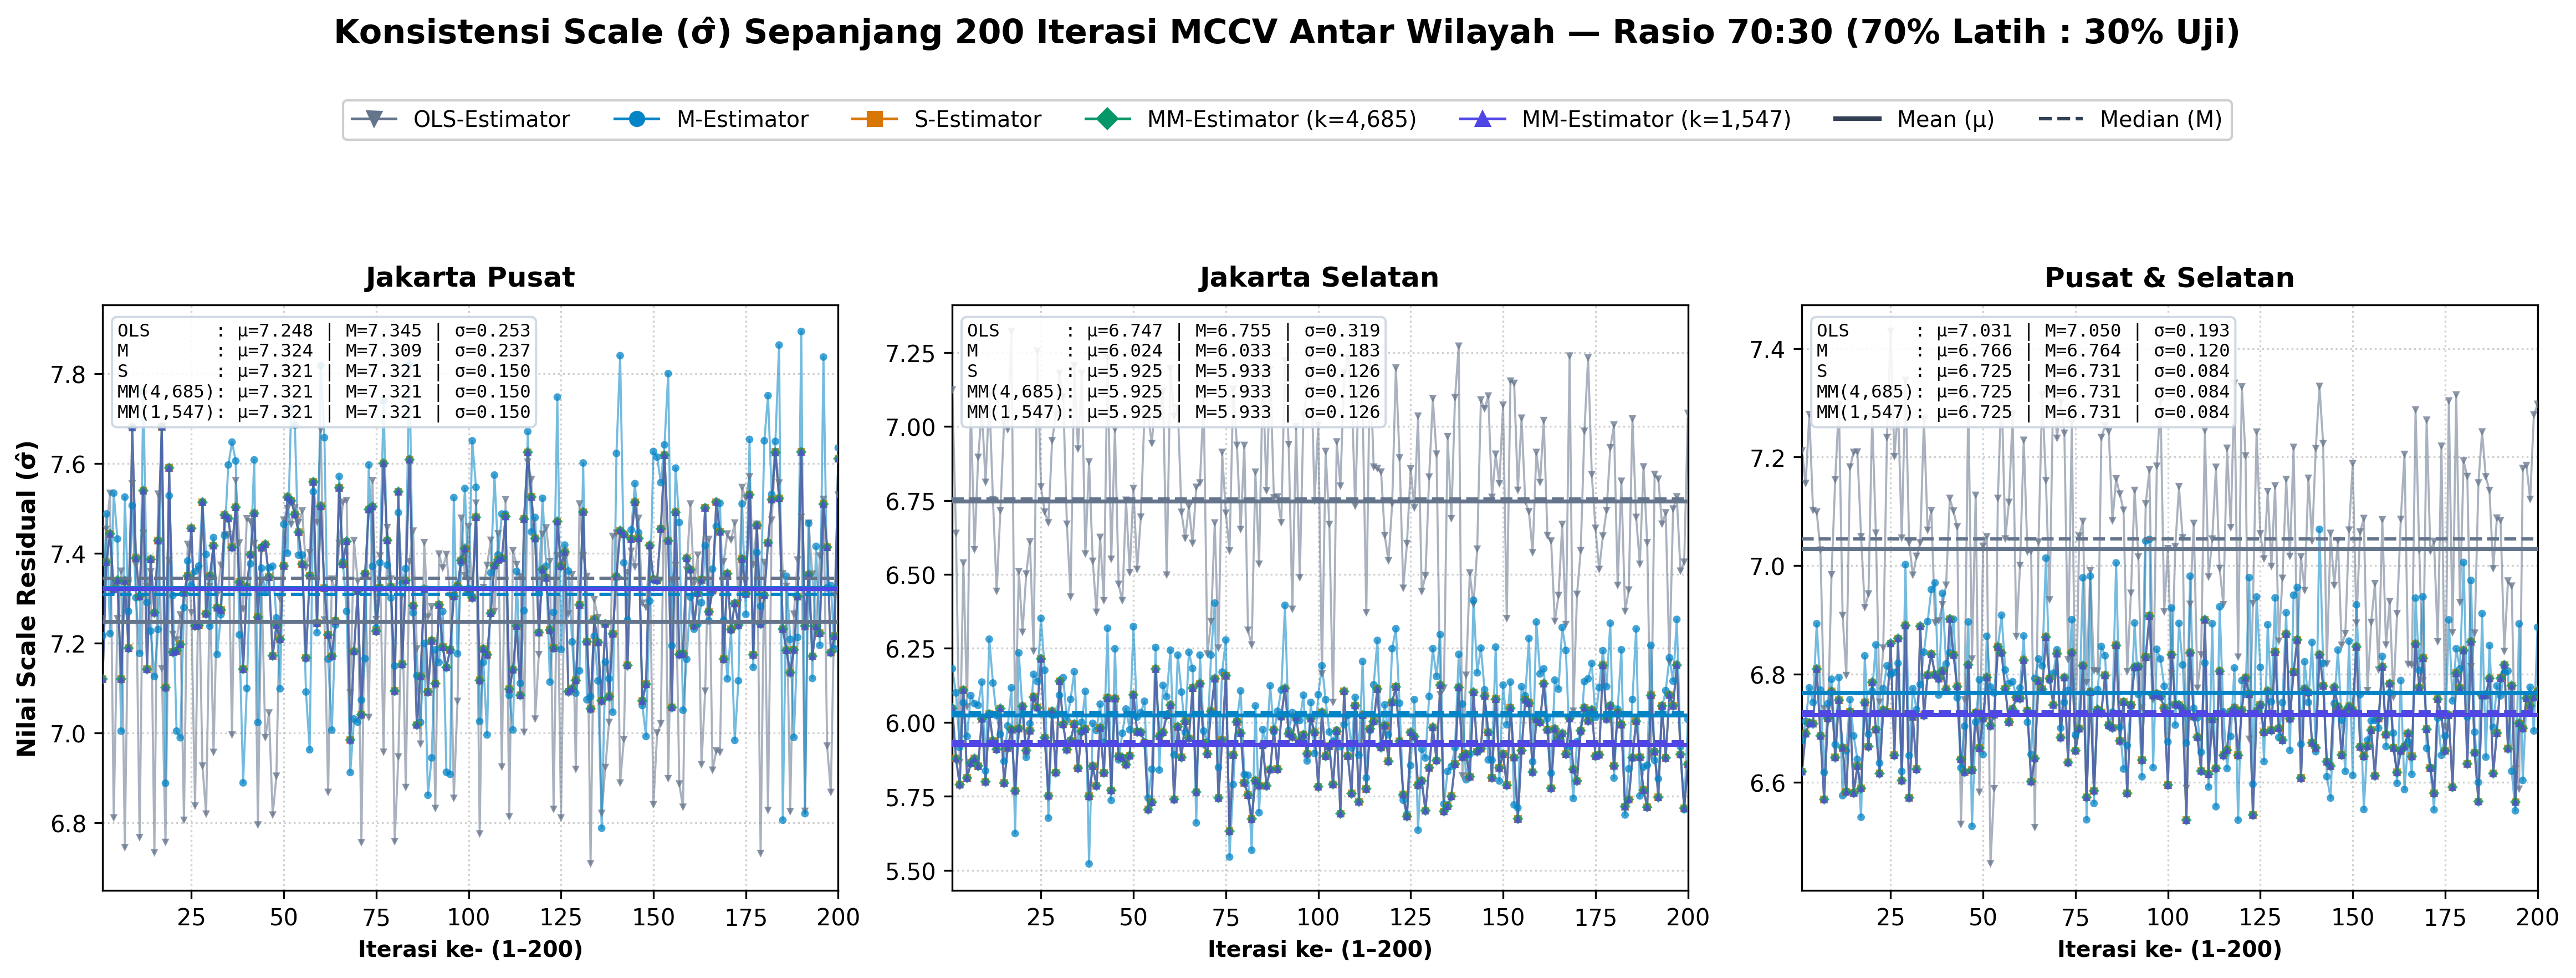 Konsistensi Scale (σ̂) Sepanjang 200 Iterasi MCCV Antar Wilayah — Rasio 70:30 (70% Latih : 30% Uji)
OLS-Estimator M-Estimator S-Estimator MM-Estimator (k=4,685) MM-Estimator (k=1,547) Mean (μ) Median (M)
Jakarta Pusat
OLS : μ=7.248 | M=7.345 | σ=0.253
M : μ=7.324 | M=7.309 | σ=0.237
S : μ=7.321 | M=7.321 | σ=0.150
MM(4,685): μ=7.321 | M=7.321 | σ=0.150
MM(1,547): μ=7.321 | M=7.321 | σ=0.150
Nilai Scale Residual (σ̂)
7.8
7.6
7.4
7.2
7.0
6.8
25 50 75 100 125 150 175 200
Iterasi ke- (1–200)
Jakarta Selatan
OLS : μ=6.747 | M=6.755 | σ=0.319
M : μ=6.024 | M=6.033 | σ=0.183
S : μ=5.925 | M=5.933 | σ=0.126
MM(4,685): μ=5.925 | M=5.933 | σ=0.126
MM(1,547): μ=5.925 | M=5.933 | σ=0.126
7.25
7.00
6.75
6.50
6.25
6.00
5.75
5.50
25 50 75 100 125 150 175 200
Iterasi ke- (1–200)
Pusat & Selatan
OLS : μ=7.031 | M=7.050 | σ=0.193
M : μ=6.766 | M=6.764 | σ=0.120
S : μ=6.725 | M=6.731 | σ=0.084
MM(4,685): μ=6.725 | M=6.731 | σ=0.084
MM(1,547): μ=6.725 | M=6.731 | σ=0.084
7.4
7.2
7.0
6.8
6.6
25 50 75 100 125 150 175 200
Iterasi ke- (1–200)